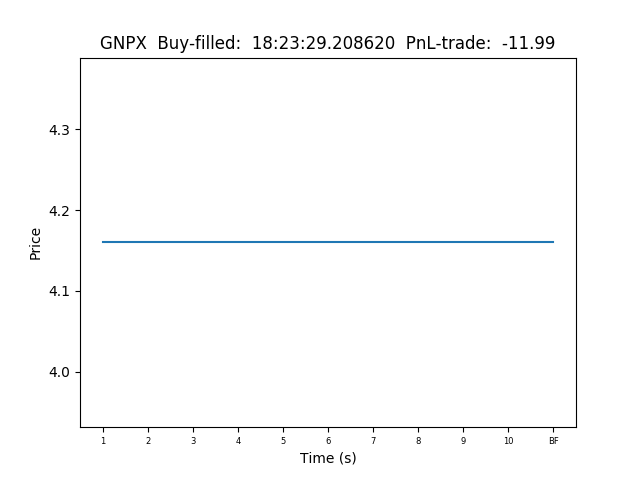 GNPX  Buy-filled:  18:23:29.208620  PnL-trade:  -11.99
Price
4.3
4.2
4.1
4.0
1 2 3 4 5 6 7 8 9 10 BF
Time (s)